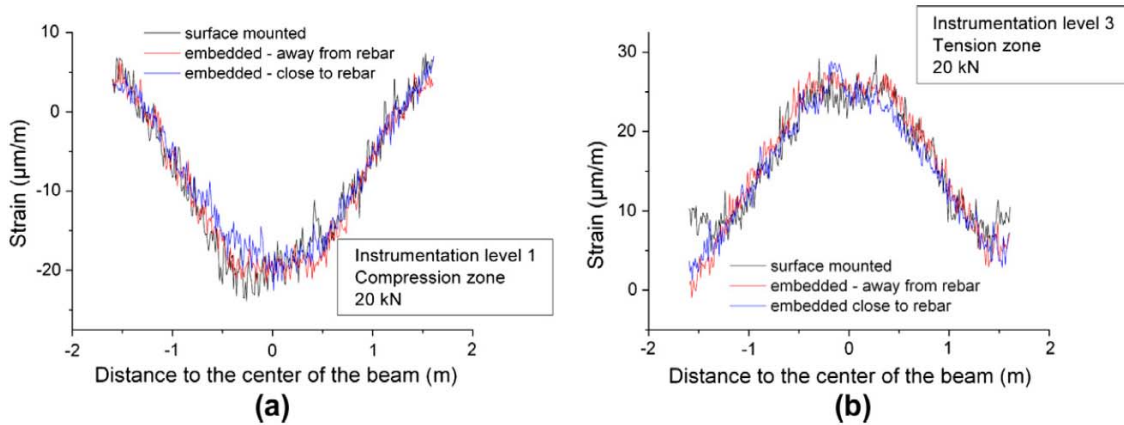 10
0
-10
-20
Strain (µm/m)
surface mounted
embedded - away from rebar
embedded - close to rebar
Instrumentation level 1
Compression zone
20 kN
-2
-1
0
1
2
Distance to the center of the beam (m)
(a)
30
20
10
0
Strain (µm/m)
Instrumentation level 3
Tension zone
20 kN
surface mounted
embedded - away from rebar
embedded close to rebar
-2
-1
0
1
2
Distance to the center of the beam (m)
(b)